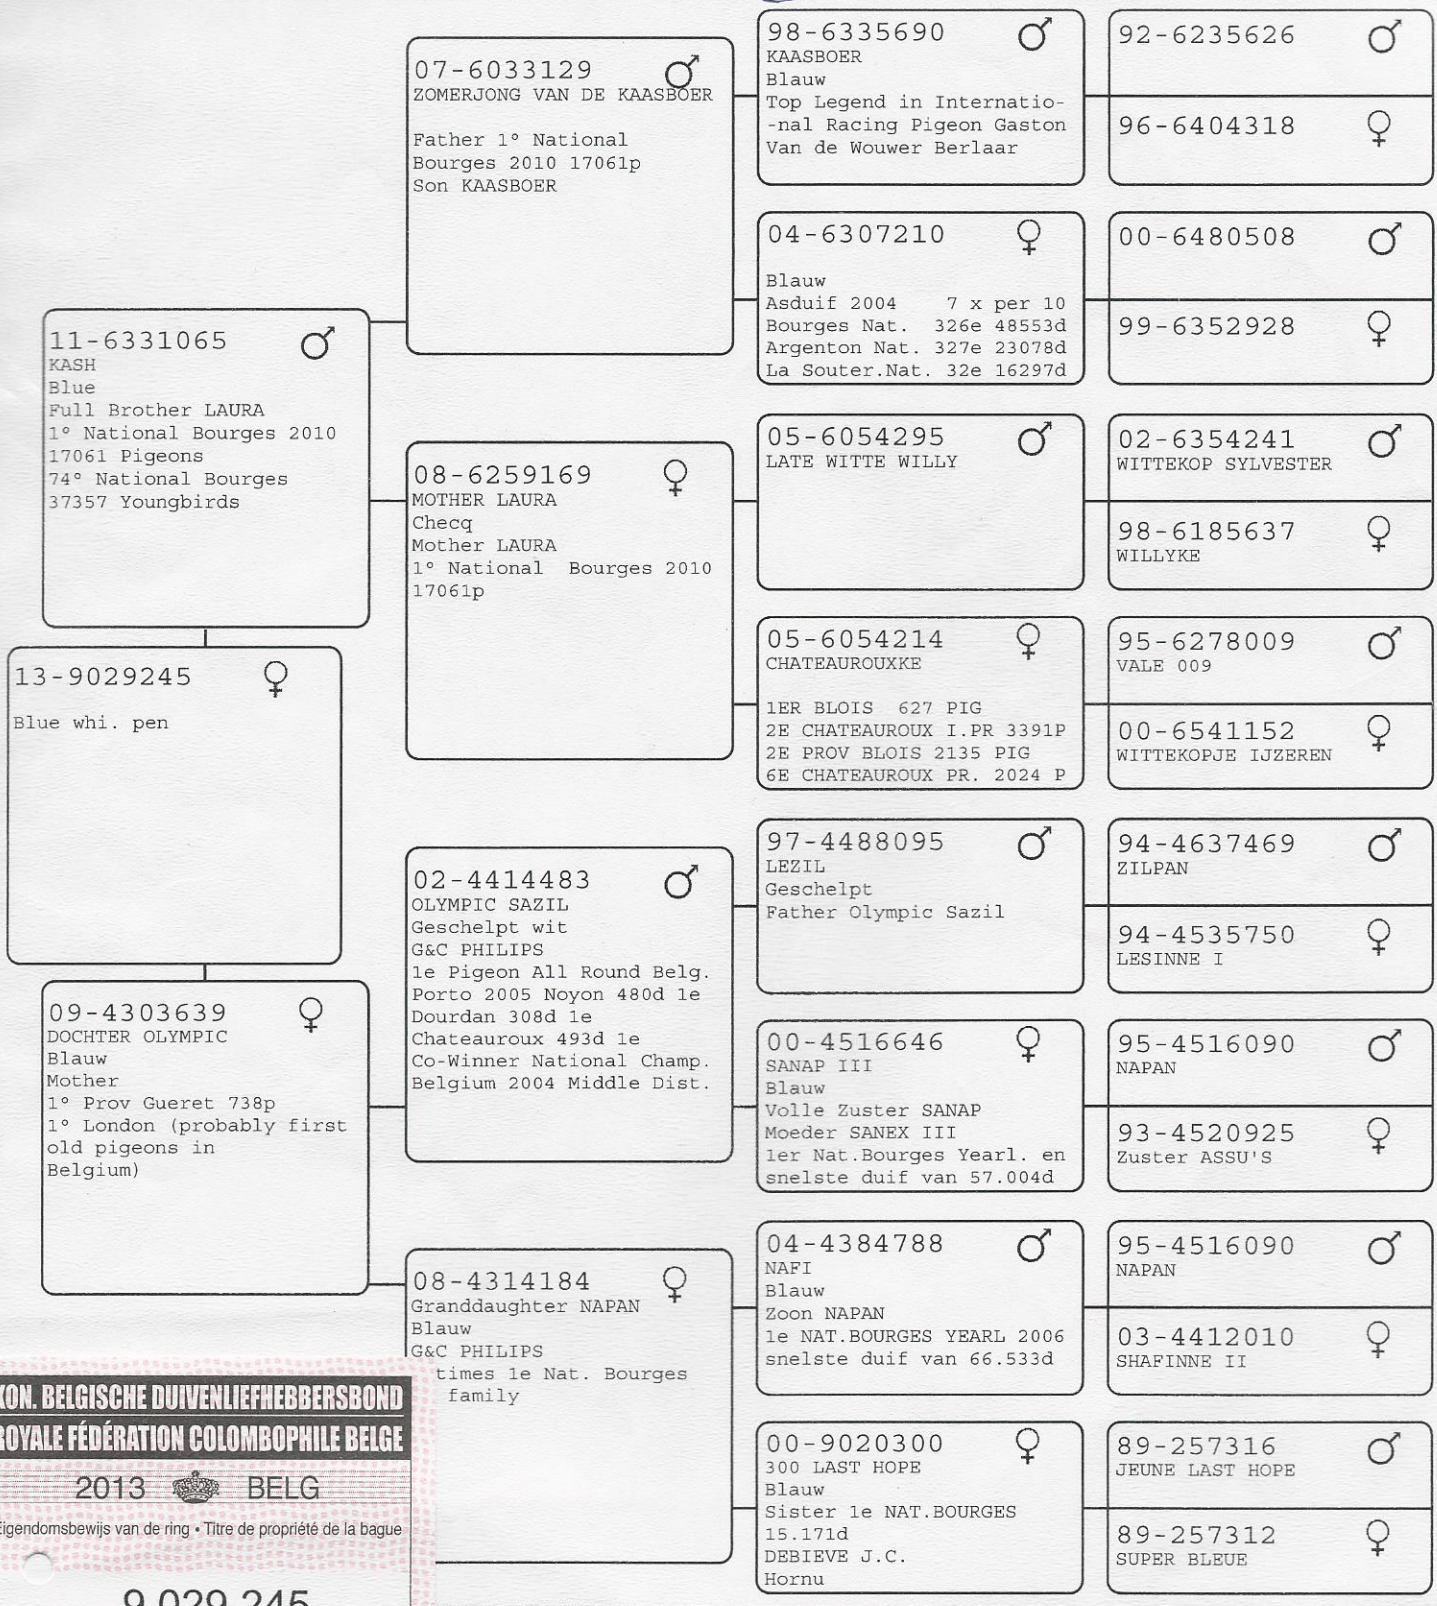 11-6331065
KASH
Blue
Full Brother LAURA
1° National Bourges 2010
17061 Pigeons
74° National Bourges
37357 Youngbirds
13-9029245
Blue whi. pen
09-4303639
DOCHTER OLYMPIC
Blauw
Mother
1° Prov Gueret 738p
1° London (probably first
old pigeons in
Belgium)
07-6033129
ZOMERJONG VAN DE KAASBOER
Father 1° National
Bourges 2010 17061p
Son KAASBOER
08-6259169
MOTHER LAURA
Checq
Mother LAURA
1° National Bourges 2010
17061p
02-4414483
OLYMPIC SAZIL
Geschelpt wit
G&C PHILIPS
1e Pigeon All Round Belg.
Porto 2005 Noyon 480d 1e
Dourdan 308d 1e
Chateauroux 493d 1e
Co-Winner National Champ.
Belgium 2004 Middle Dist.
08-4314184
Granddaughter NAPAN
Blauw
G&C PHILIPS
times 1e Nat. Bourges
family
98-6335690
KAASBOER
Blauw
Top Legend in Internatio-
-nal Racing Pigeon Gaston
Van de Wouwer Berlaar
04-6307210
Blauw
Asduif 2004 7 x per 10
Bourges Nat. 326e 48553d
Argenton Nat. 327e 23078d
La Souter.Nat. 32e 16297d
05-6054295
LATE WITTE WILLY
05-6054214
CHATEAUROUXKE
1ER BLOIS 627 PIG
2E CHATEAUROUX I.PR 3391P
2E PROV BLOIS 2135 PIG
6E CHATEAUROUX PR. 2024 P
97-4488095
LEZIL
Geschelpt
Father Olympic Sazil
00-4516646
SANAP III
Blauw
Volle Zuster SANAP
Moeder SANEX III
1er Nat.Bourges Yearl. en
snelste duif van 57.004d
04-4384788
NAFI
Blauw
Zoon NAPAN
1e NAT.BOURGES YEARL 2006
snelste duif van 66.533d
00-9020300
300 LAST HOPE
Blauw
Sister 1e NAT.BOURGES
15.171d
DEBIEVE J.C.
Hornu
92-6235626
96-6404318
00-6480508
99-6352928
02-6354241
WITTEKOP SYLVESTER
98-6185637
WILLYKE
95-6278009
VALE 009
00-6541152
WITTEKOPJE IJZEREN
94-4637469
ZILPAN
94-4535750
LESINNE I
95-4516090
NAPAN
93-4520925
Zuster ASSU'S
95-4516090
NAPAN
03-4412010
SHAFINNE II
89-257316
JEUNE LAST HOPE
89-257312
SUPER BLEUE
KON. BELGISCHE DUIVENLIEFHEBBERSBOND
ROYALE FÉDÉRATION COLOMBOPHILE BELGE
2013 BELG
Eigendomsbewijs van de ring • Titre de propriété de la bague
9.029.245